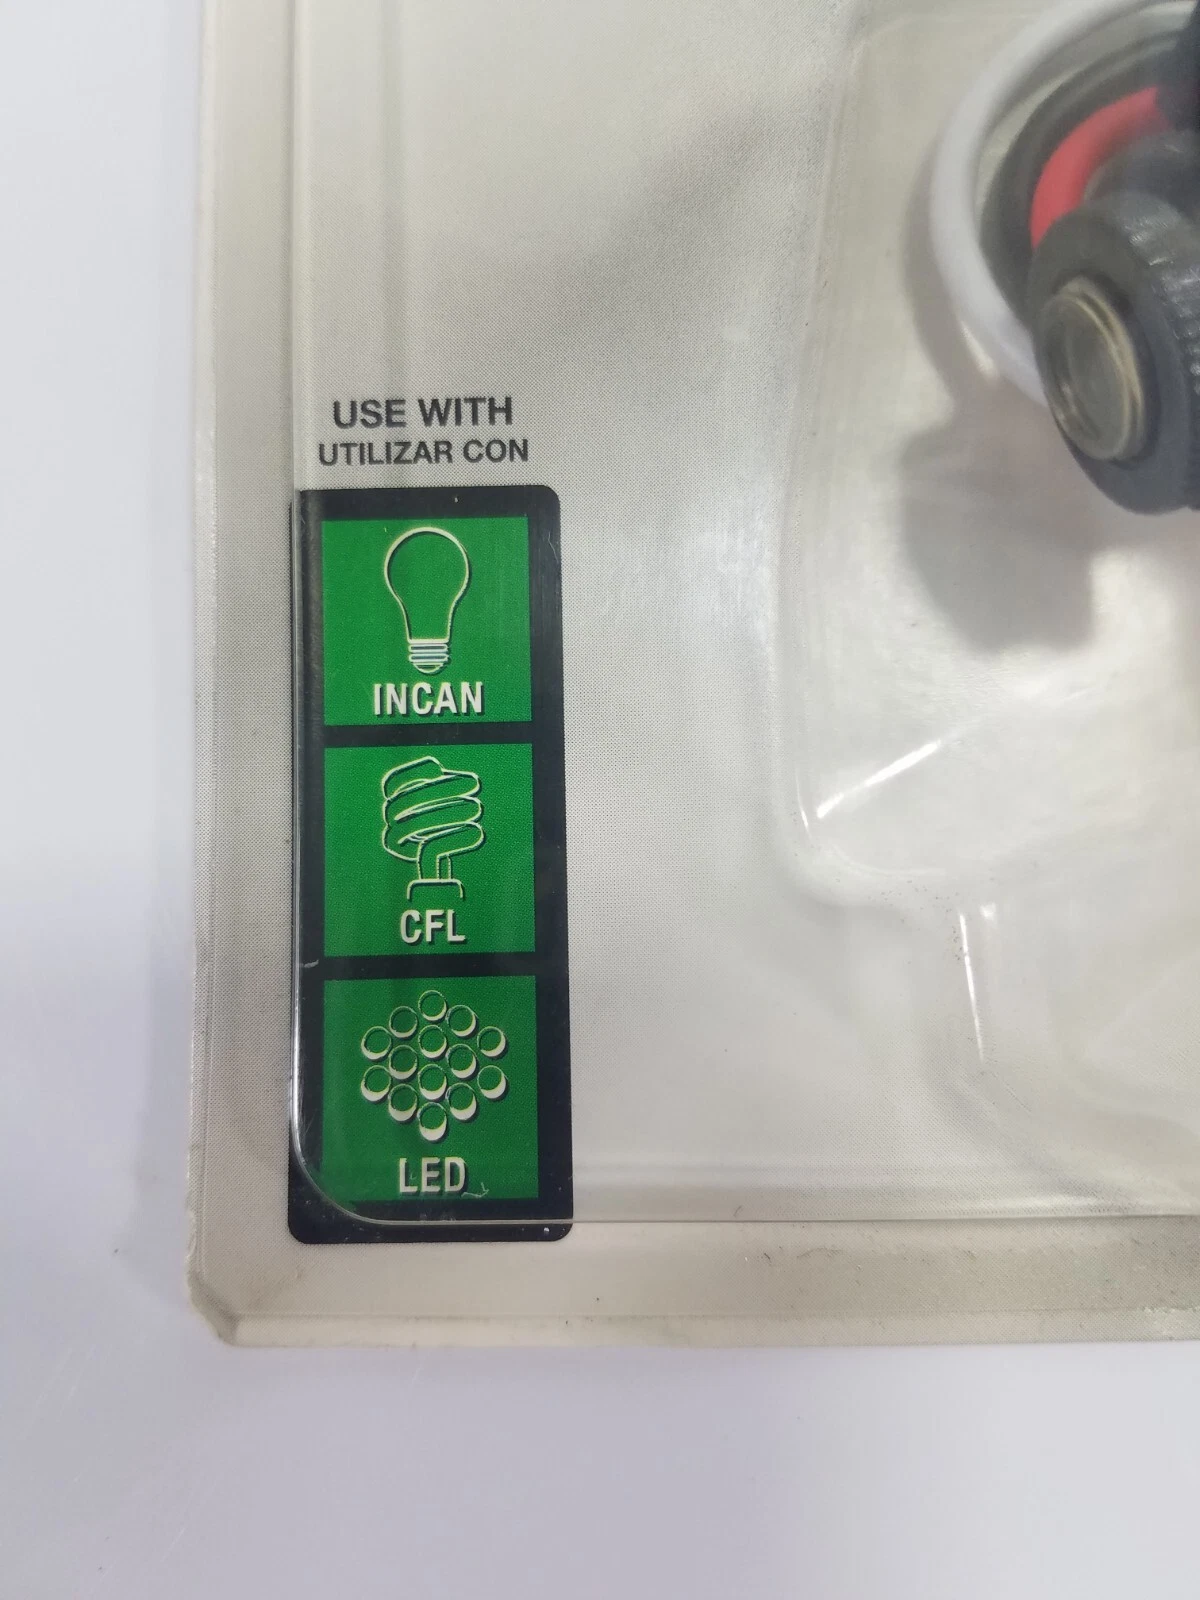 USE WITH
UTILIZAR CON
INCAN
CFL
LED